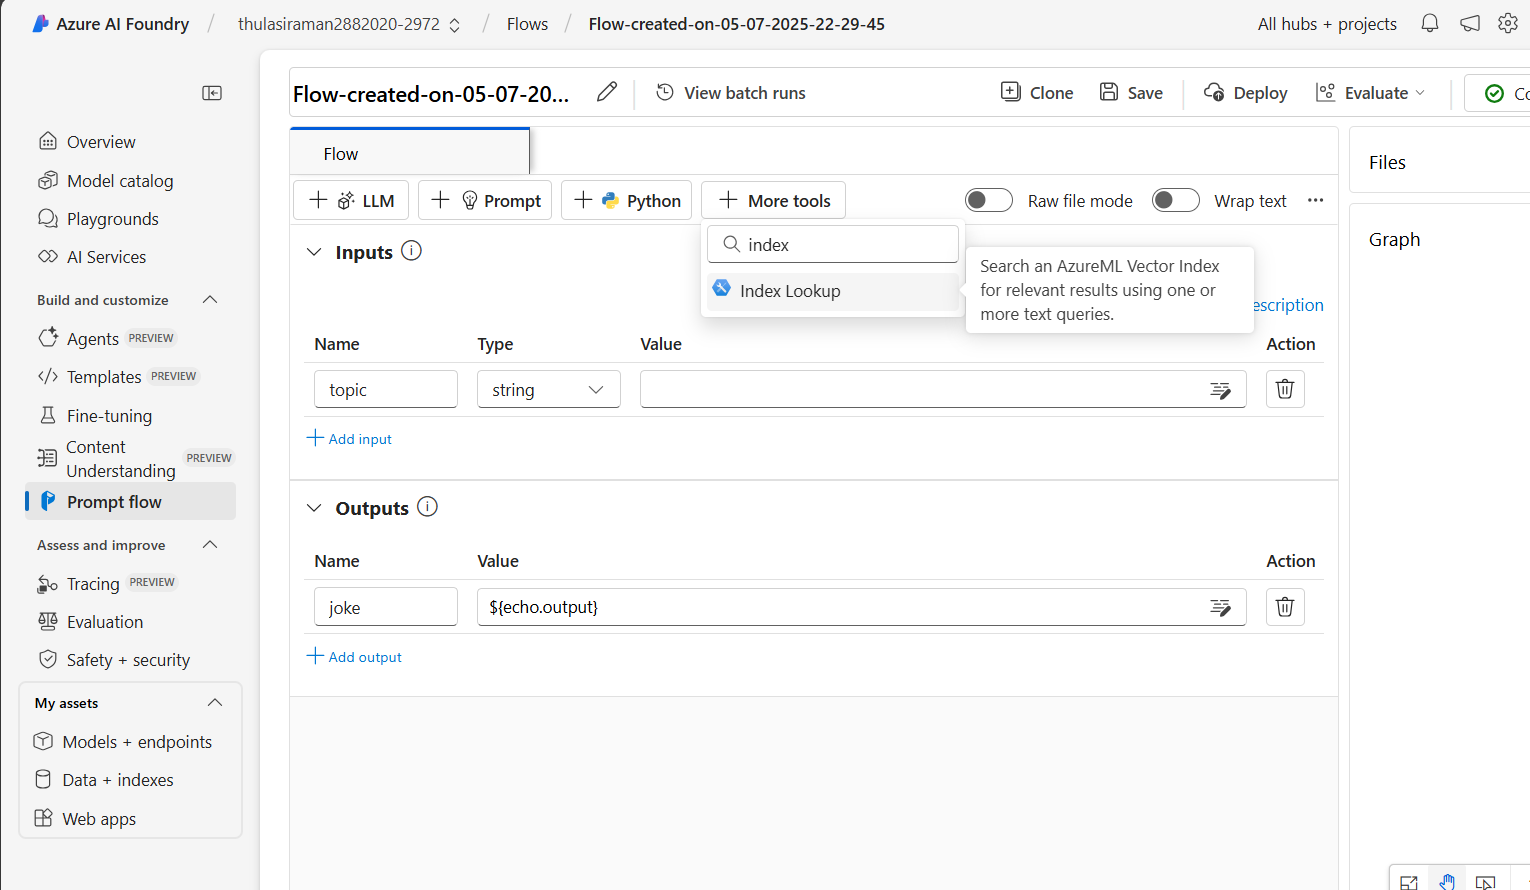 Azure AI Foundry / thulasiraman2882020-2972 / Flows / Flow-created-on-05-07-2025-22-29-45 All hubs + projects
Flow-created-on-05-07-20... View batch runs Clone Save Deploy Evaluate
Overview
Model catalog
Playgrounds
AI Services
Build and customize
Agents PREVIEW
Templates PREVIEW
Fine-tuning
Content
Understanding PREVIEW
Prompt flow
Assess and improve
Tracing PREVIEW
Evaluation
Safety + security
My assets
Models + endpoints
Data + indexes
Web apps
Flow
LLM Prompt Python More tools Raw file mode Wrap text ...
index
Index Lookup
Search an AzureML Vector Index
for relevant results using one or
more text queries.
Inputs
escription
Name Type Value Action
topic string
Add input
Outputs
Name Value Action
joke ${echo.output}
Add output
Files
Graph